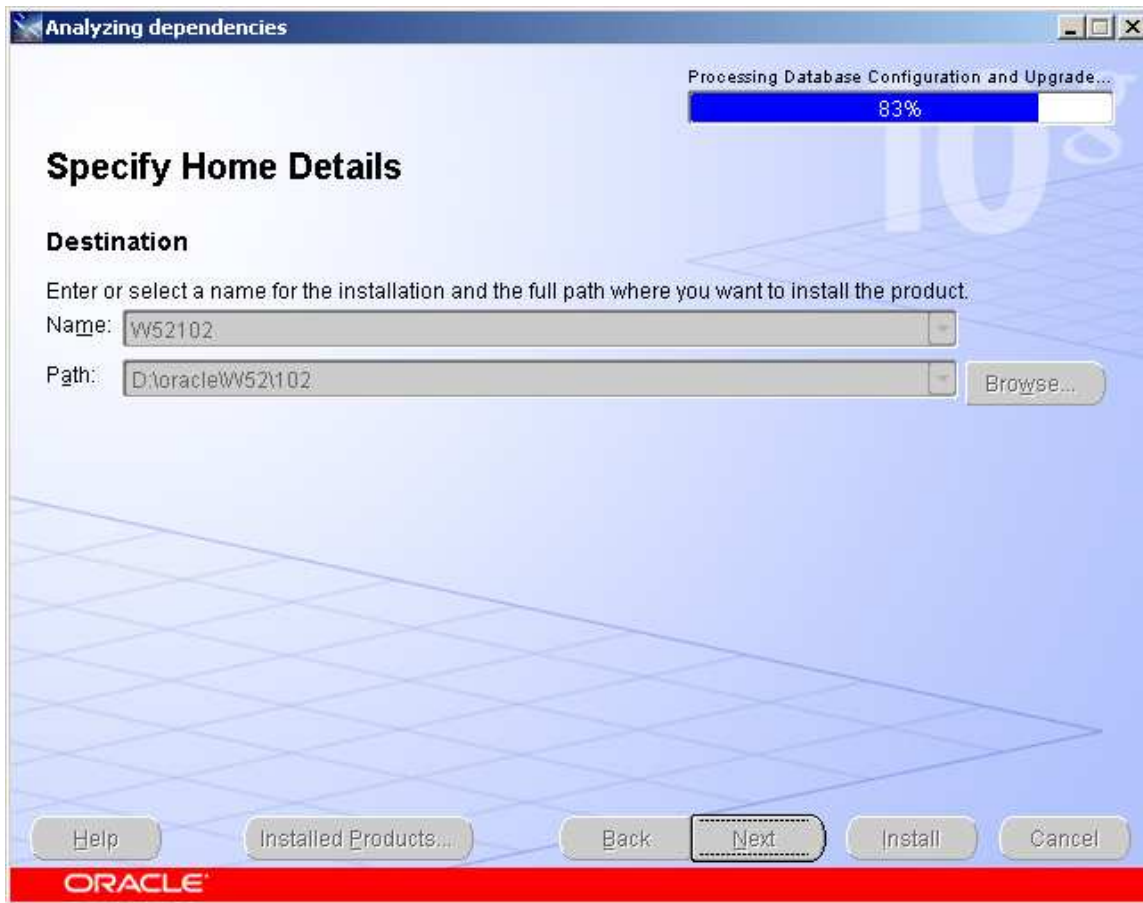 Analyzing dependencies
Processing Database Configuration and Upgrade...
83%
10g
Specify Home Details
Destination
Enter or select a name for the installation and the full path where you want to install the product.
Name: W52102
Path: D:\oracle\W52\102 Browse...
Help Installed Products... Back Next Install Cancel
ORACLE